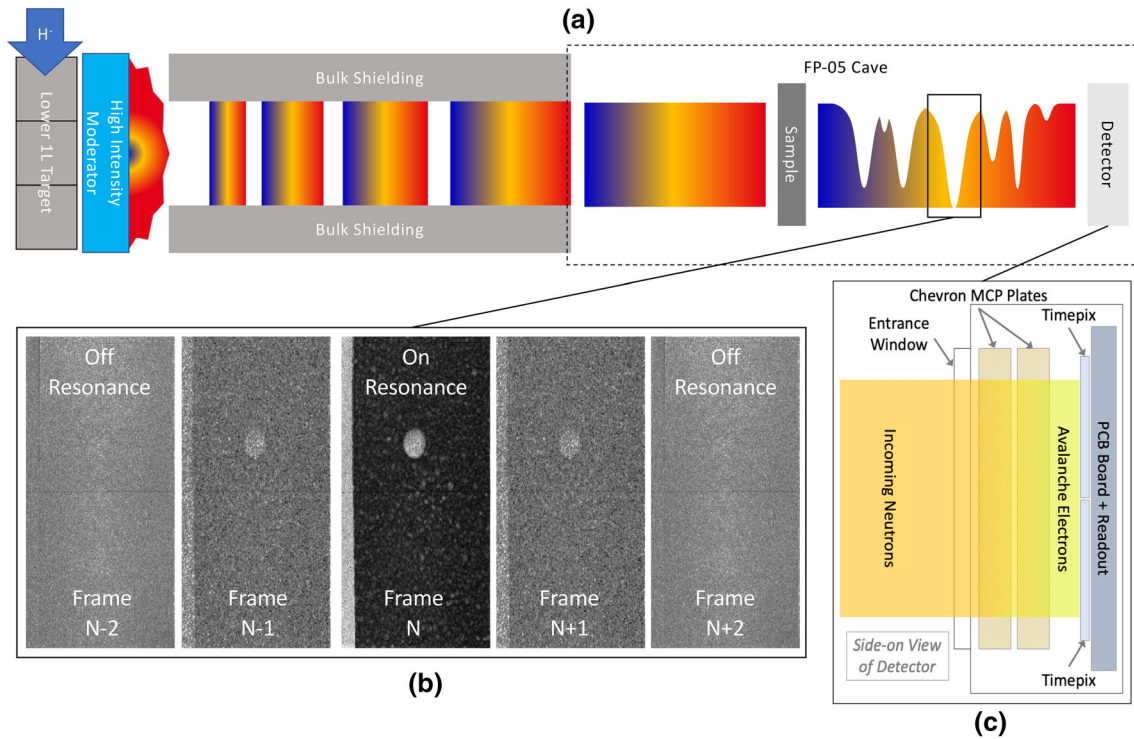 (a)
H-
Lower 1L Target
High Intensity
Moderator
Bulk Shielding
Bulk Shielding
FP-05 Cave
Sample
Detector
Off
Resonance
Frame
N-2
Frame
N-1
On
Resonance
Frame
N
Frame
N+1
Off
Resonance
Frame
N+2
(b)
Chevron MCP Plates
Entrance
Window
Timepix
Incoming Neutrons
Avalanche Electrons
PCB Board + Readout
Side-on View
of Detector
Timepix
(c)